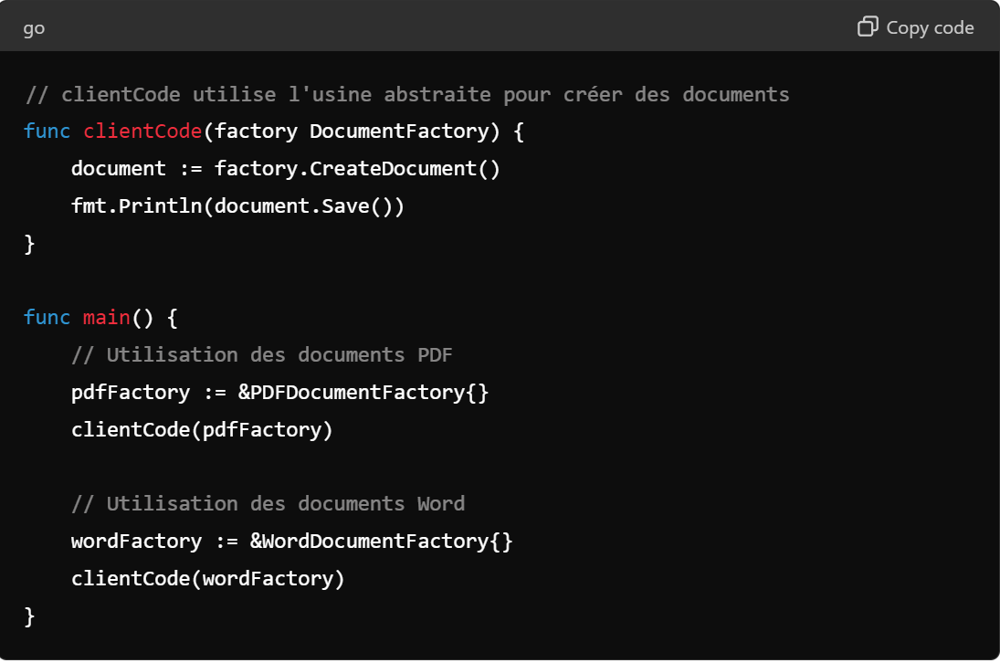 go
Copy code
// clientCode utilise l'usine abstraite pour créer des documents
func clientCode(factory DocumentFactory) {
    document := factory.CreateDocument()
    fmt.Println(document.Save())
}
func main() {
    // Utilisation des documents PDF
    pdfFactory := &PDFDocumentFactory{}
    clientCode(pdfFactory)
    // Utilisation des documents Word
    wordFactory := &WordDocumentFactory{}
    clientCode(wordFactory)
}